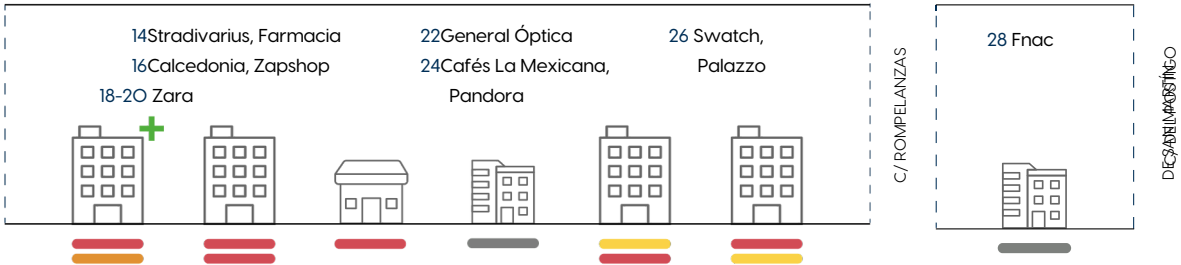 14Stradivarius, Farmacia
16Calcedonia, Zapshop
18-20 Zara
22General Óptica
24Cafés La Mexicana,
Pandora
26 Swatch,
Palazzo
C/ ROMPELANZAS
28 Fnac